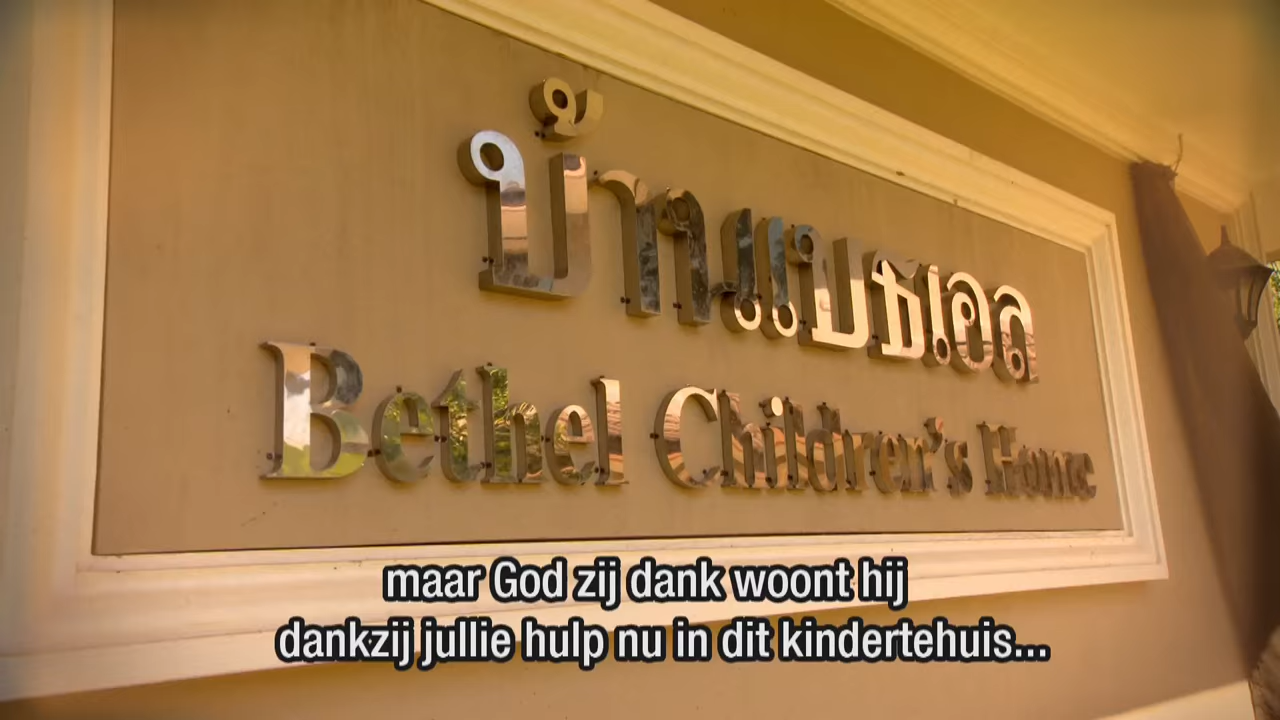 บ้านเบธเอล
Bethel Children's Home
maar God zij dank woont hij
dankzij jullie hulp nu in dit kindertehuis...